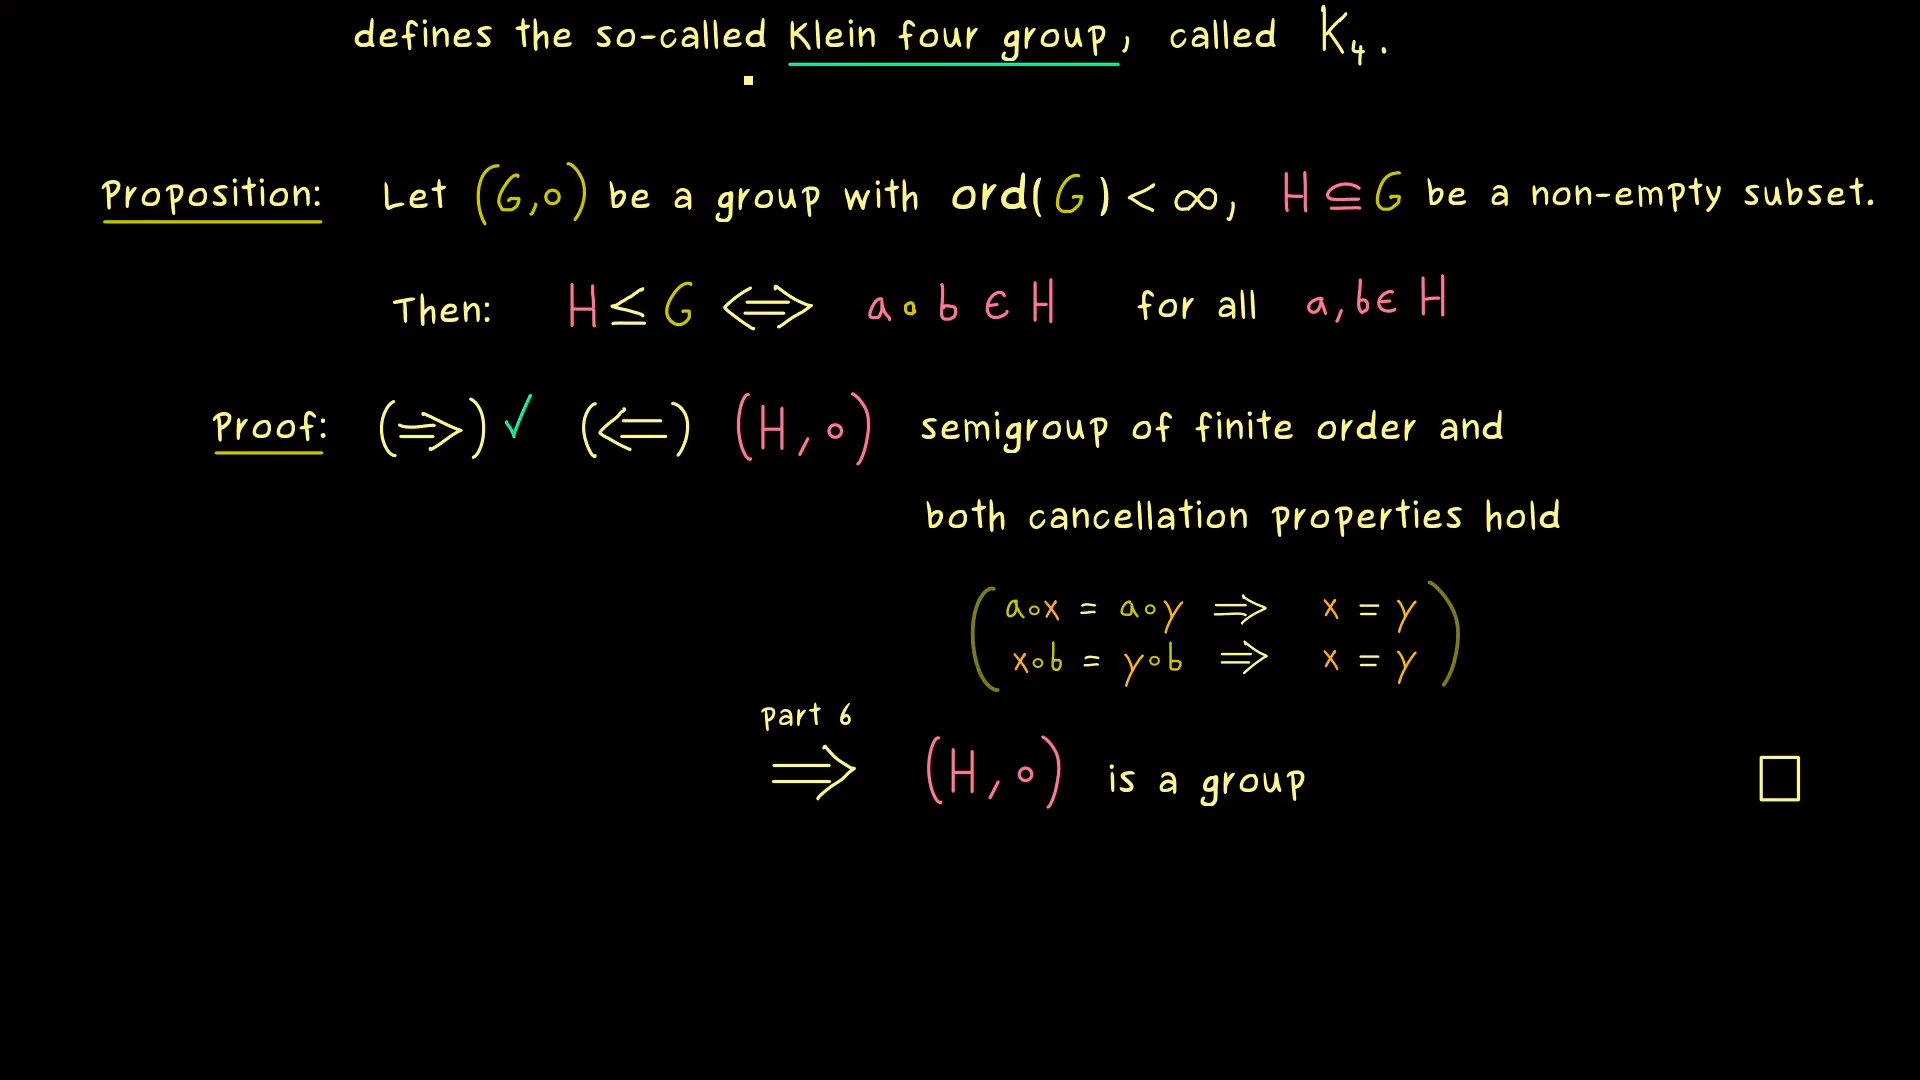 defines the so-called Klein four group, called K₄.
Proposition: Let (G,∘) be a group with ord(G) < ∞, H ⊆ G be a non-empty subset.
Then: H ≤ G ⟺ a∘b ∈ H for all a, b ∈ H
Proof: (⇒) ✓ (⇐) (H,∘) semigroup of finite order and
both cancellation properties hold
(a∘x = a∘y ⇒ x = y
x∘b = y∘b ⇒ x = y)
Part 6
⇒ (H,∘) is a group □